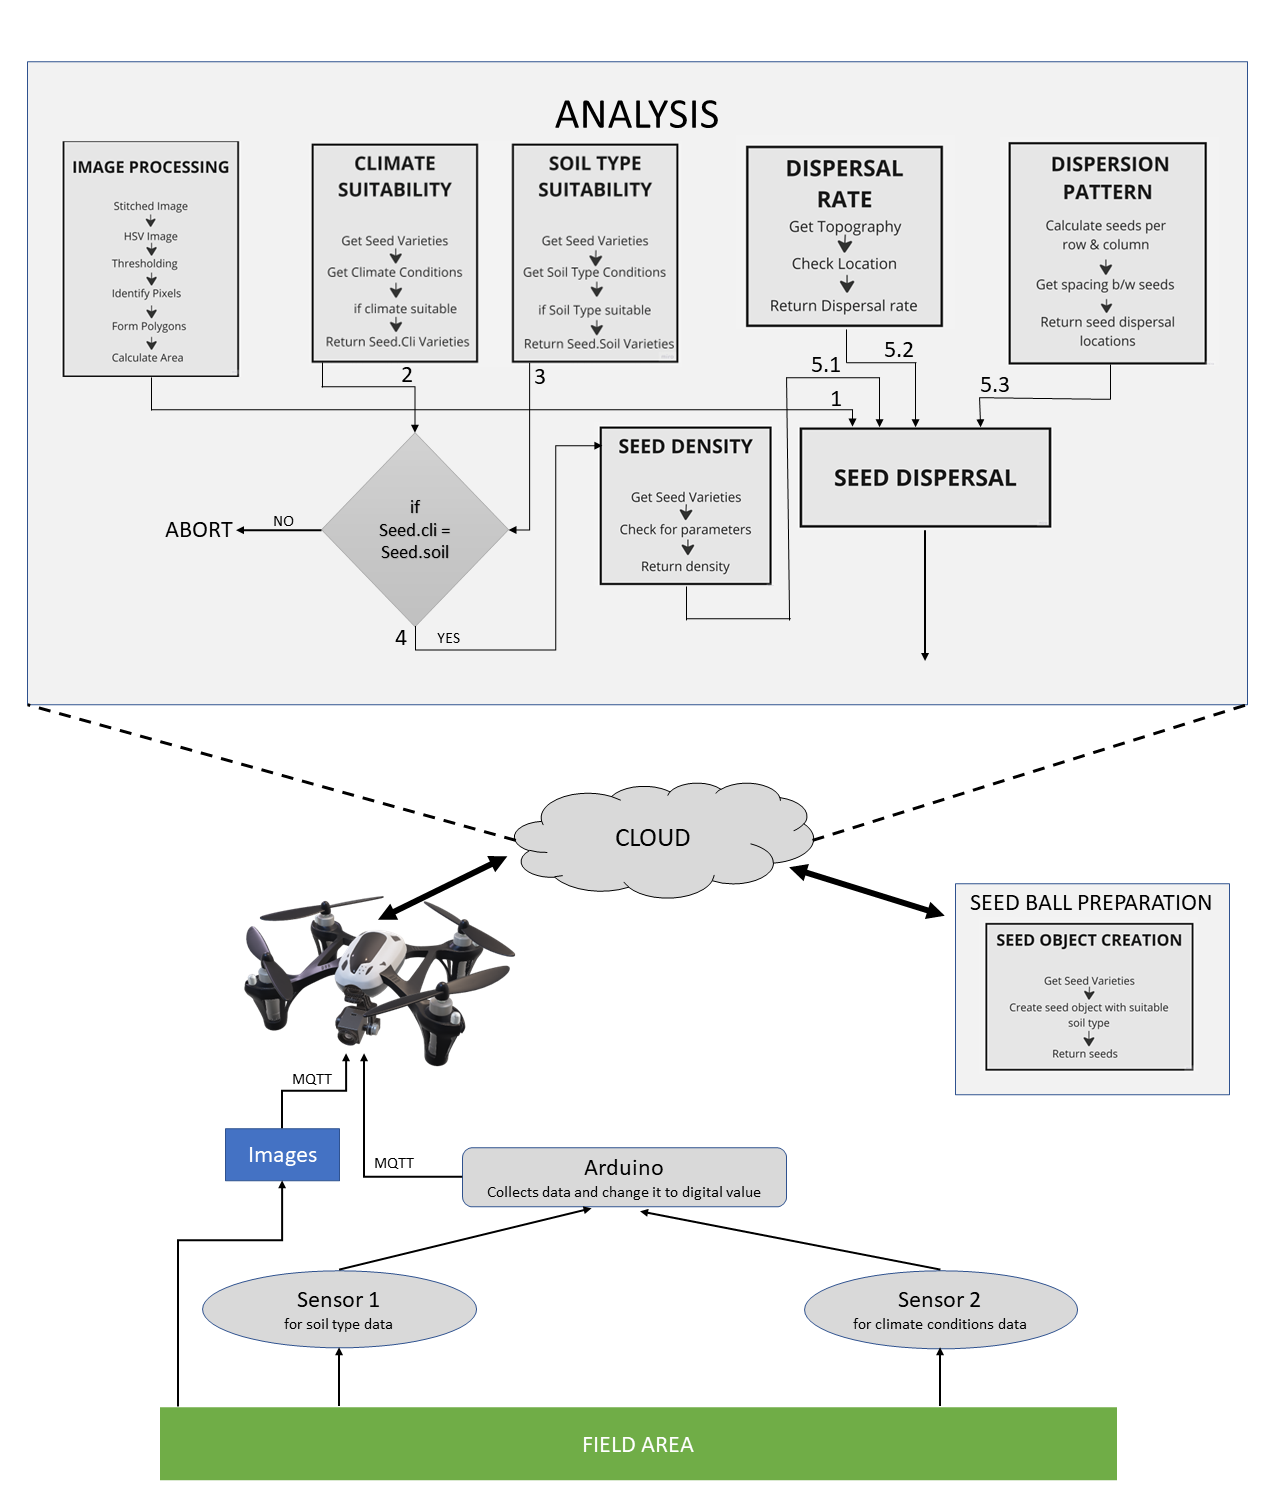 ANALYSIS
IMAGE PROCESSING
Stitched Image
HSV Image
Thresholding
Identify Pixels
Form Polygons
Calculate Area
CLIMATE
SUITABILITY
Get Seed Varieties
Get Climate Conditions
if climate suitable
Return Seed.Cli Varieties
SOIL TYPE
SUITABILITY
Get Seed Varieties
Get Soil Type Conditions
if Soil Type suitable
Return Seed.Soil Varieties
DISPERSAL
RATE
Get Topography
Check Location
Return Dispersal rate
DISPERSION
PATTERN
Calculate seeds per
row & column
Get spacing b/w seeds
Return seed dispersal
locations
2
3
5.1
5.2
5.3
1
if
Seed.cli =
Seed.soil
NO
ABORT
4
YES
SEED DENSITY
Get Seed Varieties
Check for parameters
Return density
SEED DISPERSAL
CLOUD
SEED BALL PREPARATION
SEED OBJECT CREATION
Get Seed Varieties
Create seed object with suitable
soil type
Return seeds
MQTT
Images
MQTT
Arduino
Collects data and change it to digital value
Sensor 1
for soil type data
Sensor 2
for climate conditions data
FIELD AREA